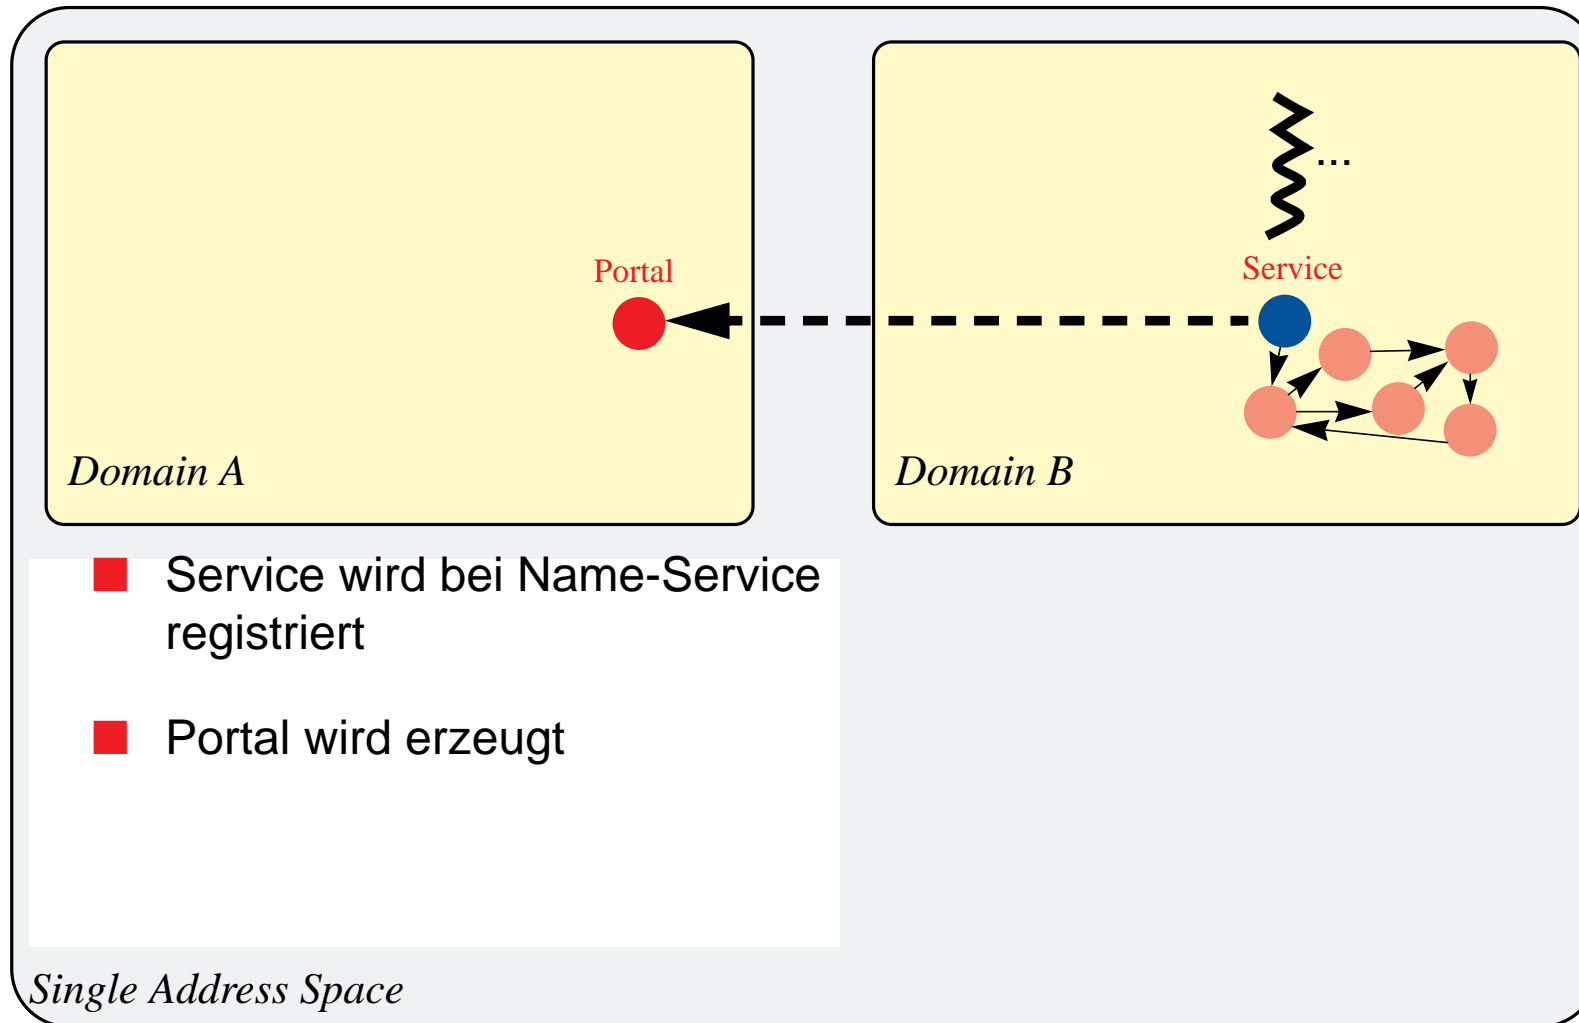 ...
Portal
Service
Domain A
Domain B
Service wird bei Name-Service
registriert
Portal wird erzeugt
Single Address Space